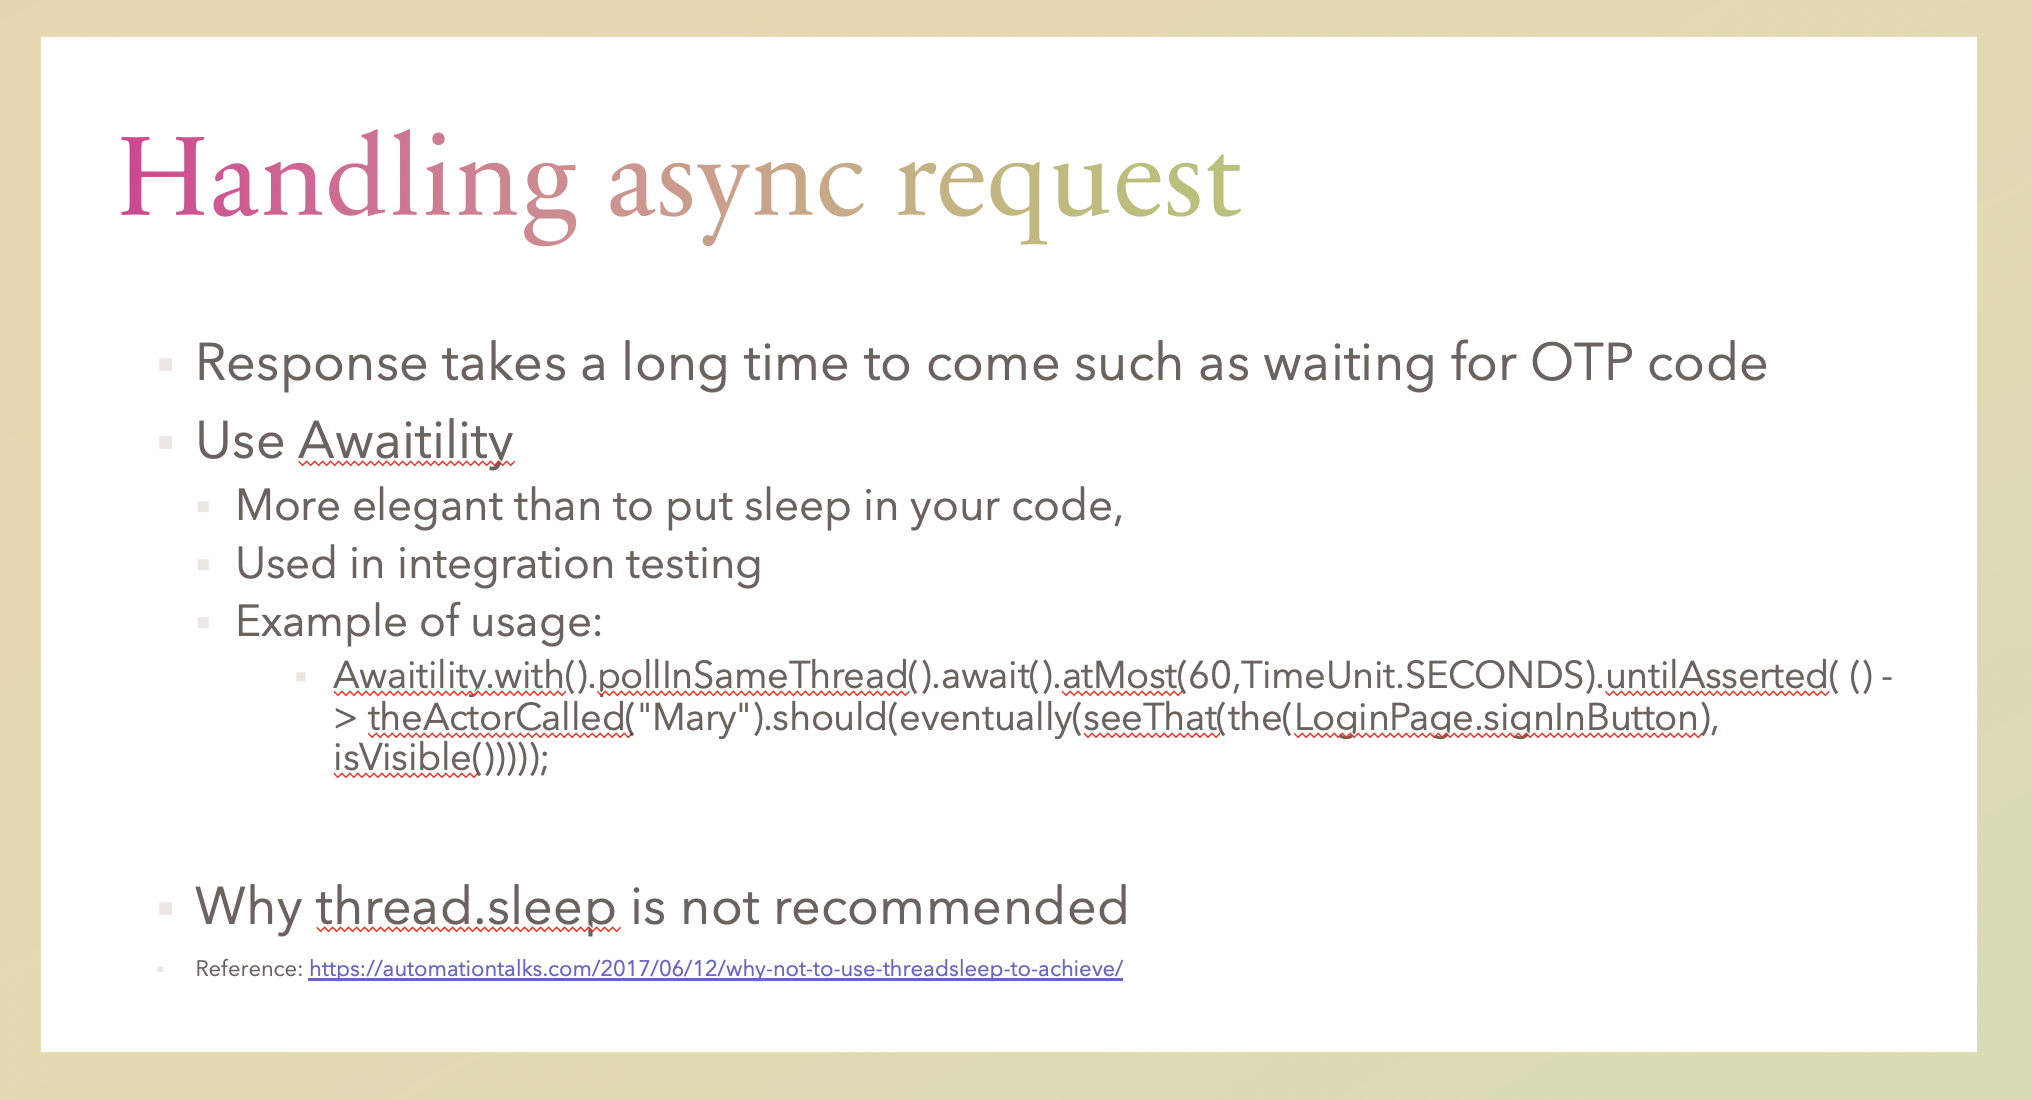 Handling async request
Response takes a long time to come such as waiting for OTP code
Use Awaitility
More elegant than to put sleep in your code,
Used in integration testing
Example of usage:
Awaitility.with().pollInSameThread().await().atMost(60,TimeUnit.SECONDS).untilAsserted( () -
> theActorCalled("Mary").should(eventually(seeThat(the(LoginPage.signInButton),
isVisible()))));
Why thread.sleep is not recommended
Reference: https://automationtalks.com/2017/06/12/why-not-to-use-threadsleep-to-achieve/